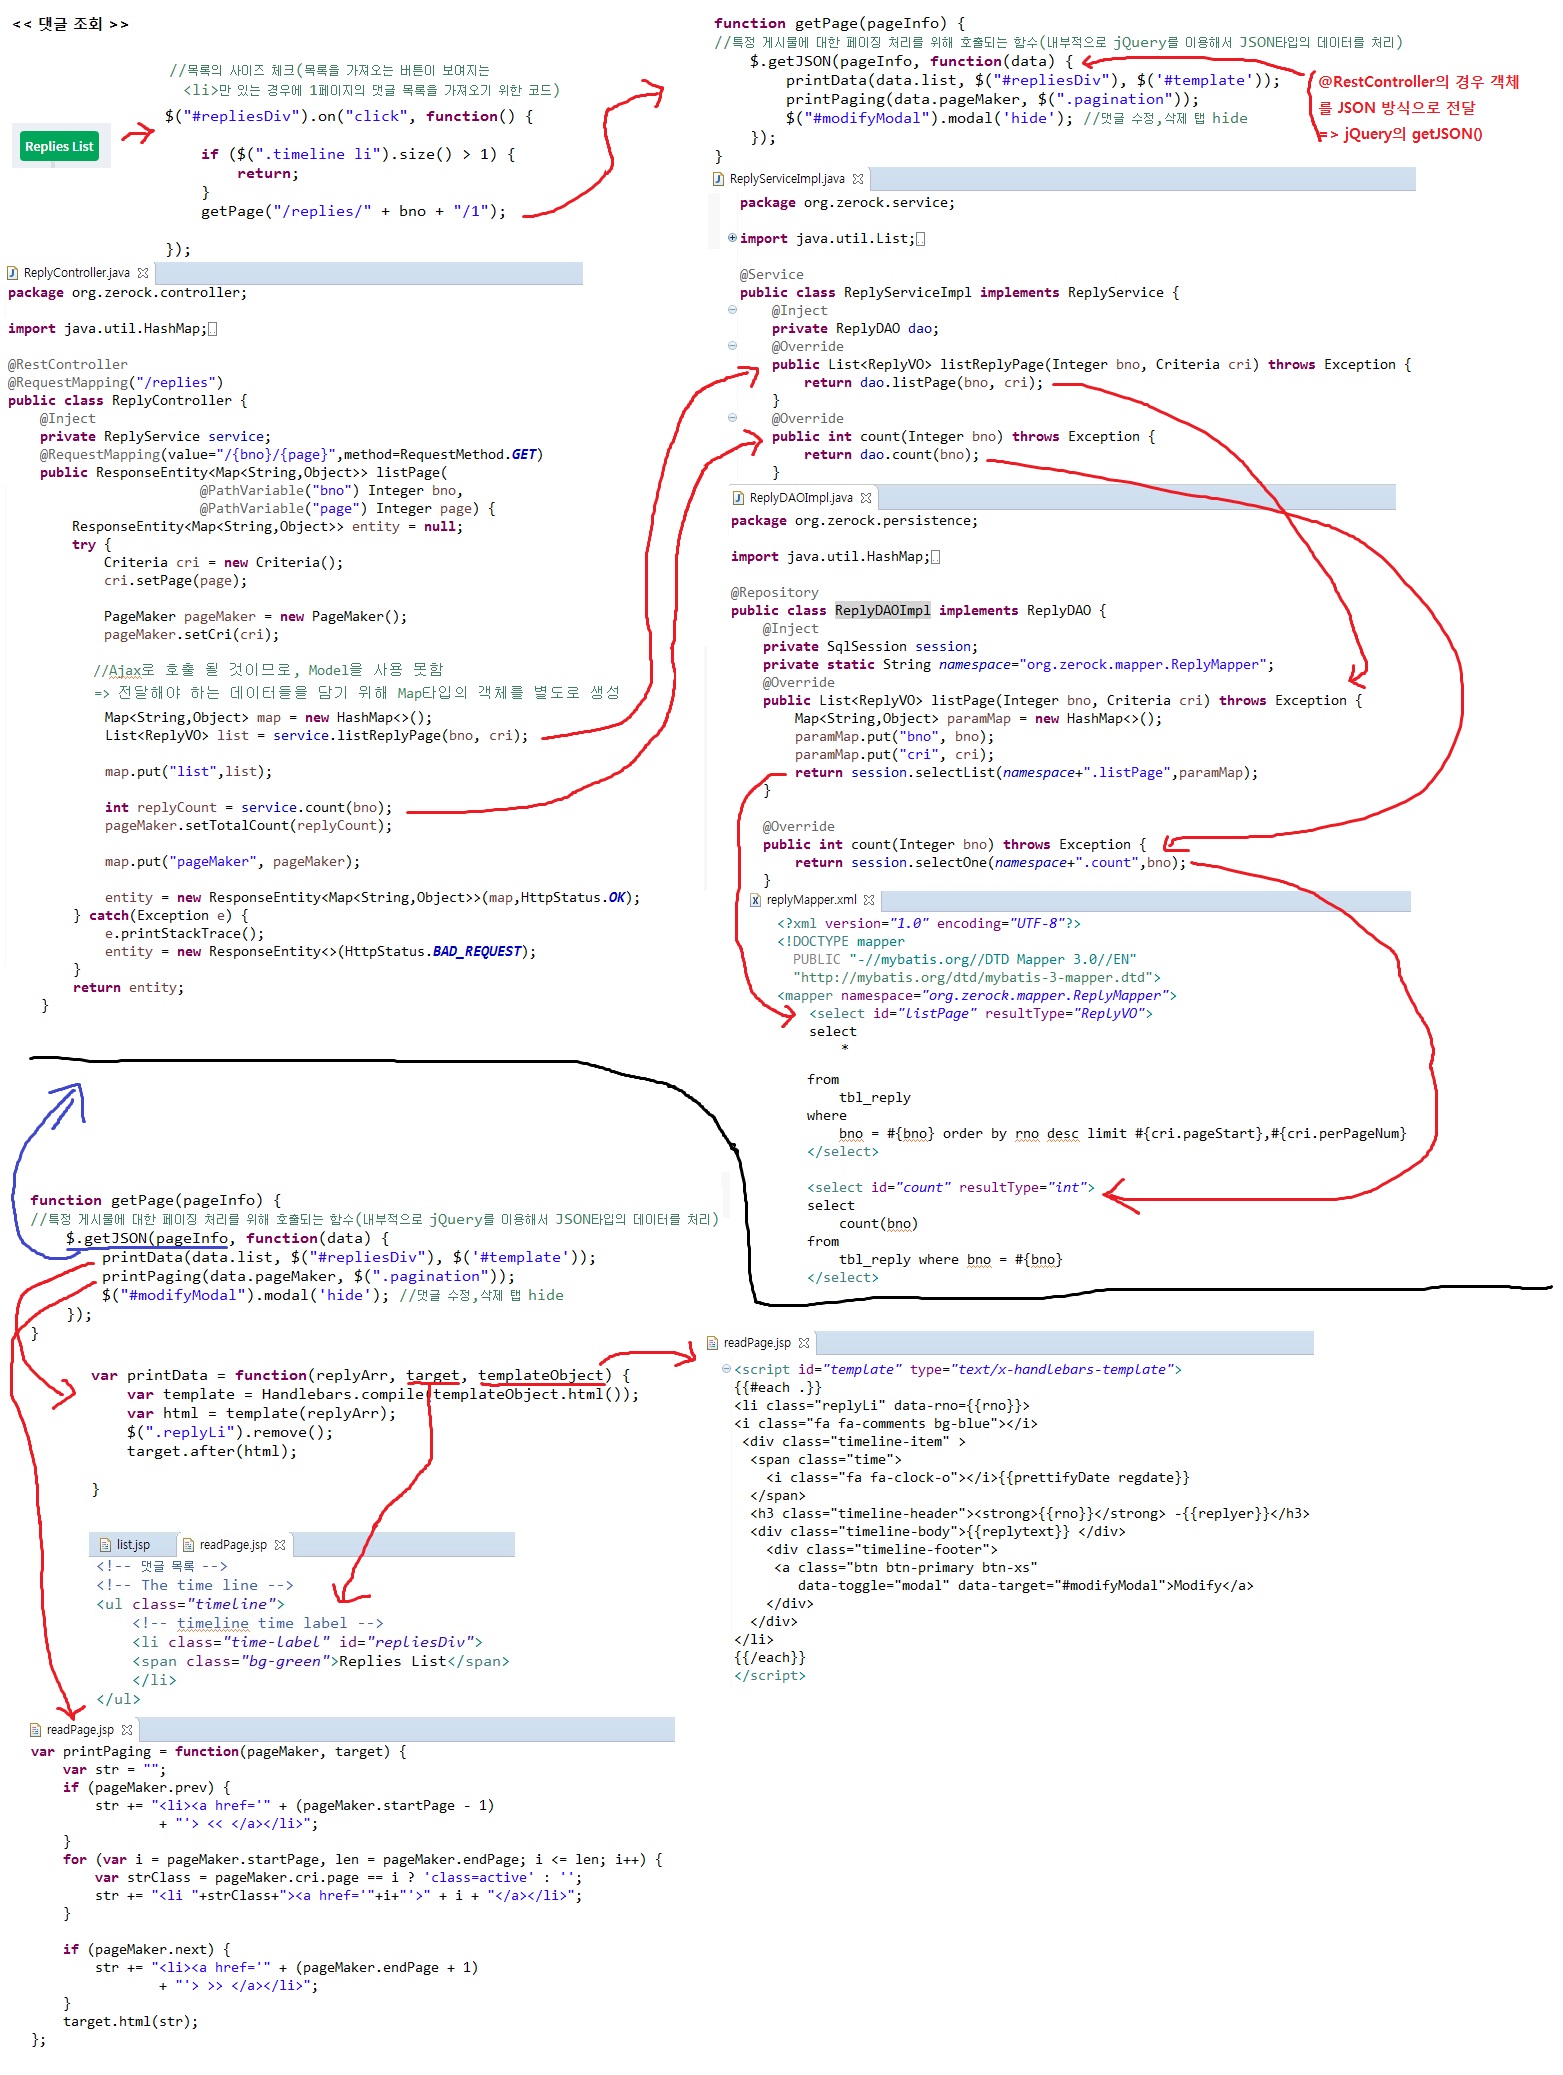 << 댓글 조회 >>
//목록의 사이즈 체크(목록을 가져오는 버튼이 보여지는
<li>만 있는 경우에 1페이지의 댓글 목록을 가져오기 위한 코드)
Replies List
$("#repliesDiv").on("click", function() {
if ($(".timeline li").size() > 1) {
return;
}
getPage("/replies/" + bno + "/1");
});
function getPage(pageInfo) {
//특정 게시물에 대한 페이징 처리를 위해 호출되는 함수(내부적으로 jQuery를 이용해서 JSON타입의 데이터를 처리)
$.getJSON(pageInfo, function(data) {
printData(data.list, $("#repliesDiv"), $('#template'));
printPaging(data.pageMaker, $(".pagination"));
$("#modifyModal").modal('hide'); //댓글 수정,삭제 탭 hide
});
}
@RestController의 경우 객체
를 JSON 방식으로 전달
=> jQuery의 getJSON()
ReplyController.java
package org.zerock.controller;
import java.util.HashMap;
@RestController
@RequestMapping("/replies")
public class ReplyController {
@Inject
private ReplyService service;
@RequestMapping(value="/{bno}/{page}",method=RequestMethod.GET)
public ResponseEntity<Map<String,Object>> listPage(
@PathVariable("bno") Integer bno,
@PathVariable("page") Integer page) {
ResponseEntity<Map<String,Object>> entity = null;
try {
Criteria cri = new Criteria();
cri.setPage(page);
PageMaker pageMaker = new PageMaker();
pageMaker.setCri(cri);
//Ajax로 호출 될 것이므로, Model을 사용 못함
=> 전달해야 하는 데이터들을 담기 위해 Map타입의 객체를 별도로 생성
Map<String,Object> map = new HashMap<>();
List<ReplyVO> list = service.listReplyPage(bno, cri);
map.put("list",list);
int replyCount = service.count(bno);
pageMaker.setTotalCount(replyCount);
map.put("pageMaker", pageMaker);
entity = new ResponseEntity<Map<String,Object>>(map,HttpStatus.OK);
} catch(Exception e) {
e.printStackTrace();
entity = new ResponseEntity<>(HttpStatus.BAD_REQUEST);
}
return entity;
}
ReplyServiceImpl.java
package org.zerock.service;
import java.util.List;
@Service
public class ReplyServiceImpl implements ReplyService {
@Inject
private ReplyDAO dao;
@Override
public List<ReplyVO> listReplyPage(Integer bno, Criteria cri) throws Exception {
return dao.listPage(bno, cri);
}
@Override
public int count(Integer bno) throws Exception {
return dao.count(bno);
}
ReplyDAOImpl.java
package org.zerock.persistence;
import java.util.HashMap;
@Repository
public class ReplyDAOImpl implements ReplyDAO {
@Inject
private SqlSession session;
private static String namespace="org.zerock.mapper.ReplyMapper";
@Override
public List<ReplyVO> listPage(Integer bno, Criteria cri) throws Exception {
Map<String,Object> paramMap = new HashMap<>();
paramMap.put("bno", bno);
paramMap.put("cri", cri);
return session.selectList(namespace+".listPage",paramMap);
}
@Override
public int count(Integer bno) throws Exception {
return session.selectOne(namespace+".count",bno);
}
replyMapper.xml
<?xml version="1.0" encoding="UTF-8"?>
<!DOCTYPE mapper
PUBLIC "-//mybatis.org//DTD Mapper 3.0//EN"
"http://mybatis.org/dtd/mybatis-3-mapper.dtd">
<mapper namespace="org.zerock.mapper.ReplyMapper">
<select id="listPage" resultType="ReplyVO">
select
*
from
tbl_reply
where
bno = #{bno} order by rno desc limit #{cri.pageStart},#{cri.perPageNum}
</select>
<select id="count" resultType="int">
select
count(bno)
from
tbl_reply where bno = #{bno}
</select>
function getPage(pageInfo) {
//특정 게시물에 대한 페이징 처리를 위해 호출되는 함수(내부적으로 jQuery를 이용해서 JSON타입의 데이터를 처리)
$.getJSON(pageInfo, function(data) {
printData(data.list, $("#repliesDiv"), $('#template'));
printPaging(data.pageMaker, $(".pagination"));
$("#modifyModal").modal('hide'); //댓글 수정,삭제 탭 hide
});
}
var printData = function(replyArr, target, templateObject) {
var template = Handlebars.compile(templateObject.html());
var html = template(replyArr);
$(".replyLi").remove();
target.after(html);
}
list.jsp readPage.jsp
<!-- 댓글 목록 -->
<!-- The time line -->
<ul class="timeline">
<!-- timeline time label -->
<li class="time-label" id="repliesDiv">
<span class="bg-green">Replies List</span>
</li>
</ul>
readPage.jsp
var printPaging = function(pageMaker, target) {
var str = "";
if (pageMaker.prev) {
str += "<li><a href='" + (pageMaker.startPage - 1)
+ "'> << </a></li>";
}
for (var i = pageMaker.startPage, len = pageMaker.endPage; i <= len; i++) {
var strClass = pageMaker.cri.page == i ? 'class=active' : '';
str += "<li "+strClass+"><a href='"+i+"'>" + i + "</a></li>";
}
if (pageMaker.next) {
str += "<li><a href='" + (pageMaker.endPage + 1)
+ "'> >> </a></li>";
}
target.html(str);
};
readPage.jsp
<script id="template" type="text/x-handlebars-template">
{{#each .}}
<li class="replyLi" data-rno={{rno}}>
<i class="fa fa-comments bg-blue"></i>
<div class="timeline-item" >
<span class="time">
<i class="fa fa-clock-o"></i>{{prettifyDate regdate}}
</span>
<h3 class="timeline-header"><strong>{{rno}}</strong> -{{replyer}}</h3>
<div class="timeline-body">{{replytext}} </div>
<div class="timeline-footer">
<a class="btn btn-primary btn-xs"
data-toggle="modal" data-target="#modifyModal">Modify</a>
</div>
</div>
</li>
{{/each}}
</script>